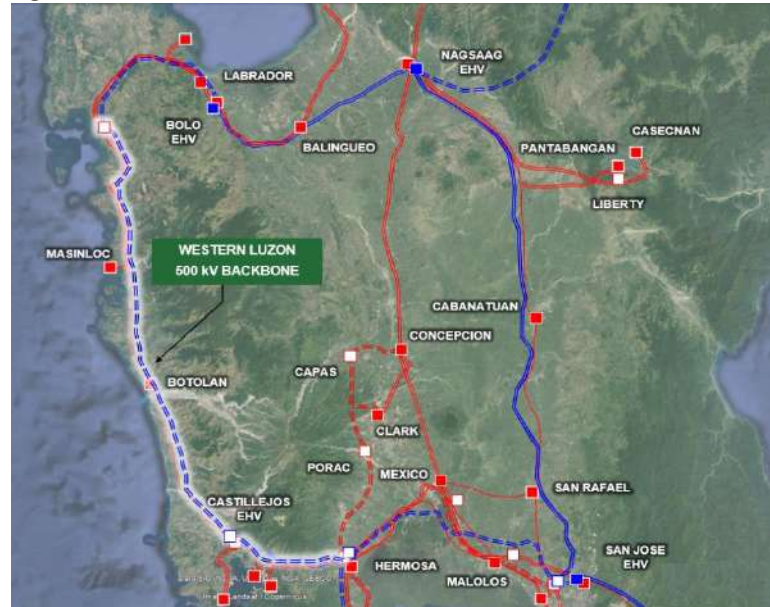 NAGSAAG
EHV
LABRADOR
BOLO
EHV
BALINGUEO
PANTABANGAN
CASECNAN
LIBERTY
MASINLOC
WESTERN LUZON
500 kV BACKBONE
CABANATUAN
CONCEPCION
CAPAS
BOTOLAN
CLARK
PORAC
MEXICO
CASTILLEJOS
EHV
SAN RAFAEL
HERMOSA
MALOLOS
SAN JOSE
EHV